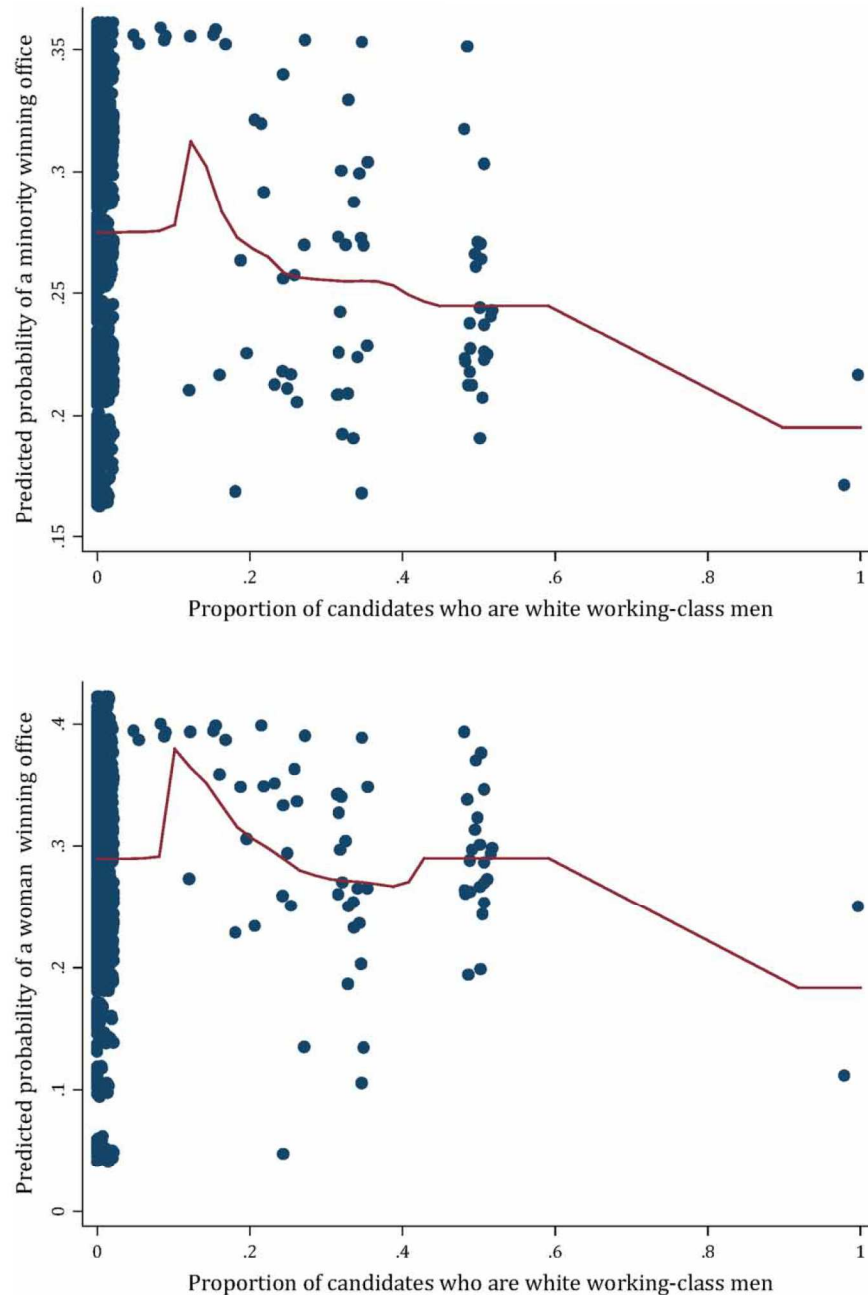 Predicted probability of a minority winning office
.35
.3
.25
.2
.15
0 .2 .4 .6 .8 1
Proportion of candidates who are white working-class men
Predicted probability of a woman winning office
.4
.3
.2
.1
0
0 .2 .4 .6 .8 1
Proportion of candidates who are white working-class men